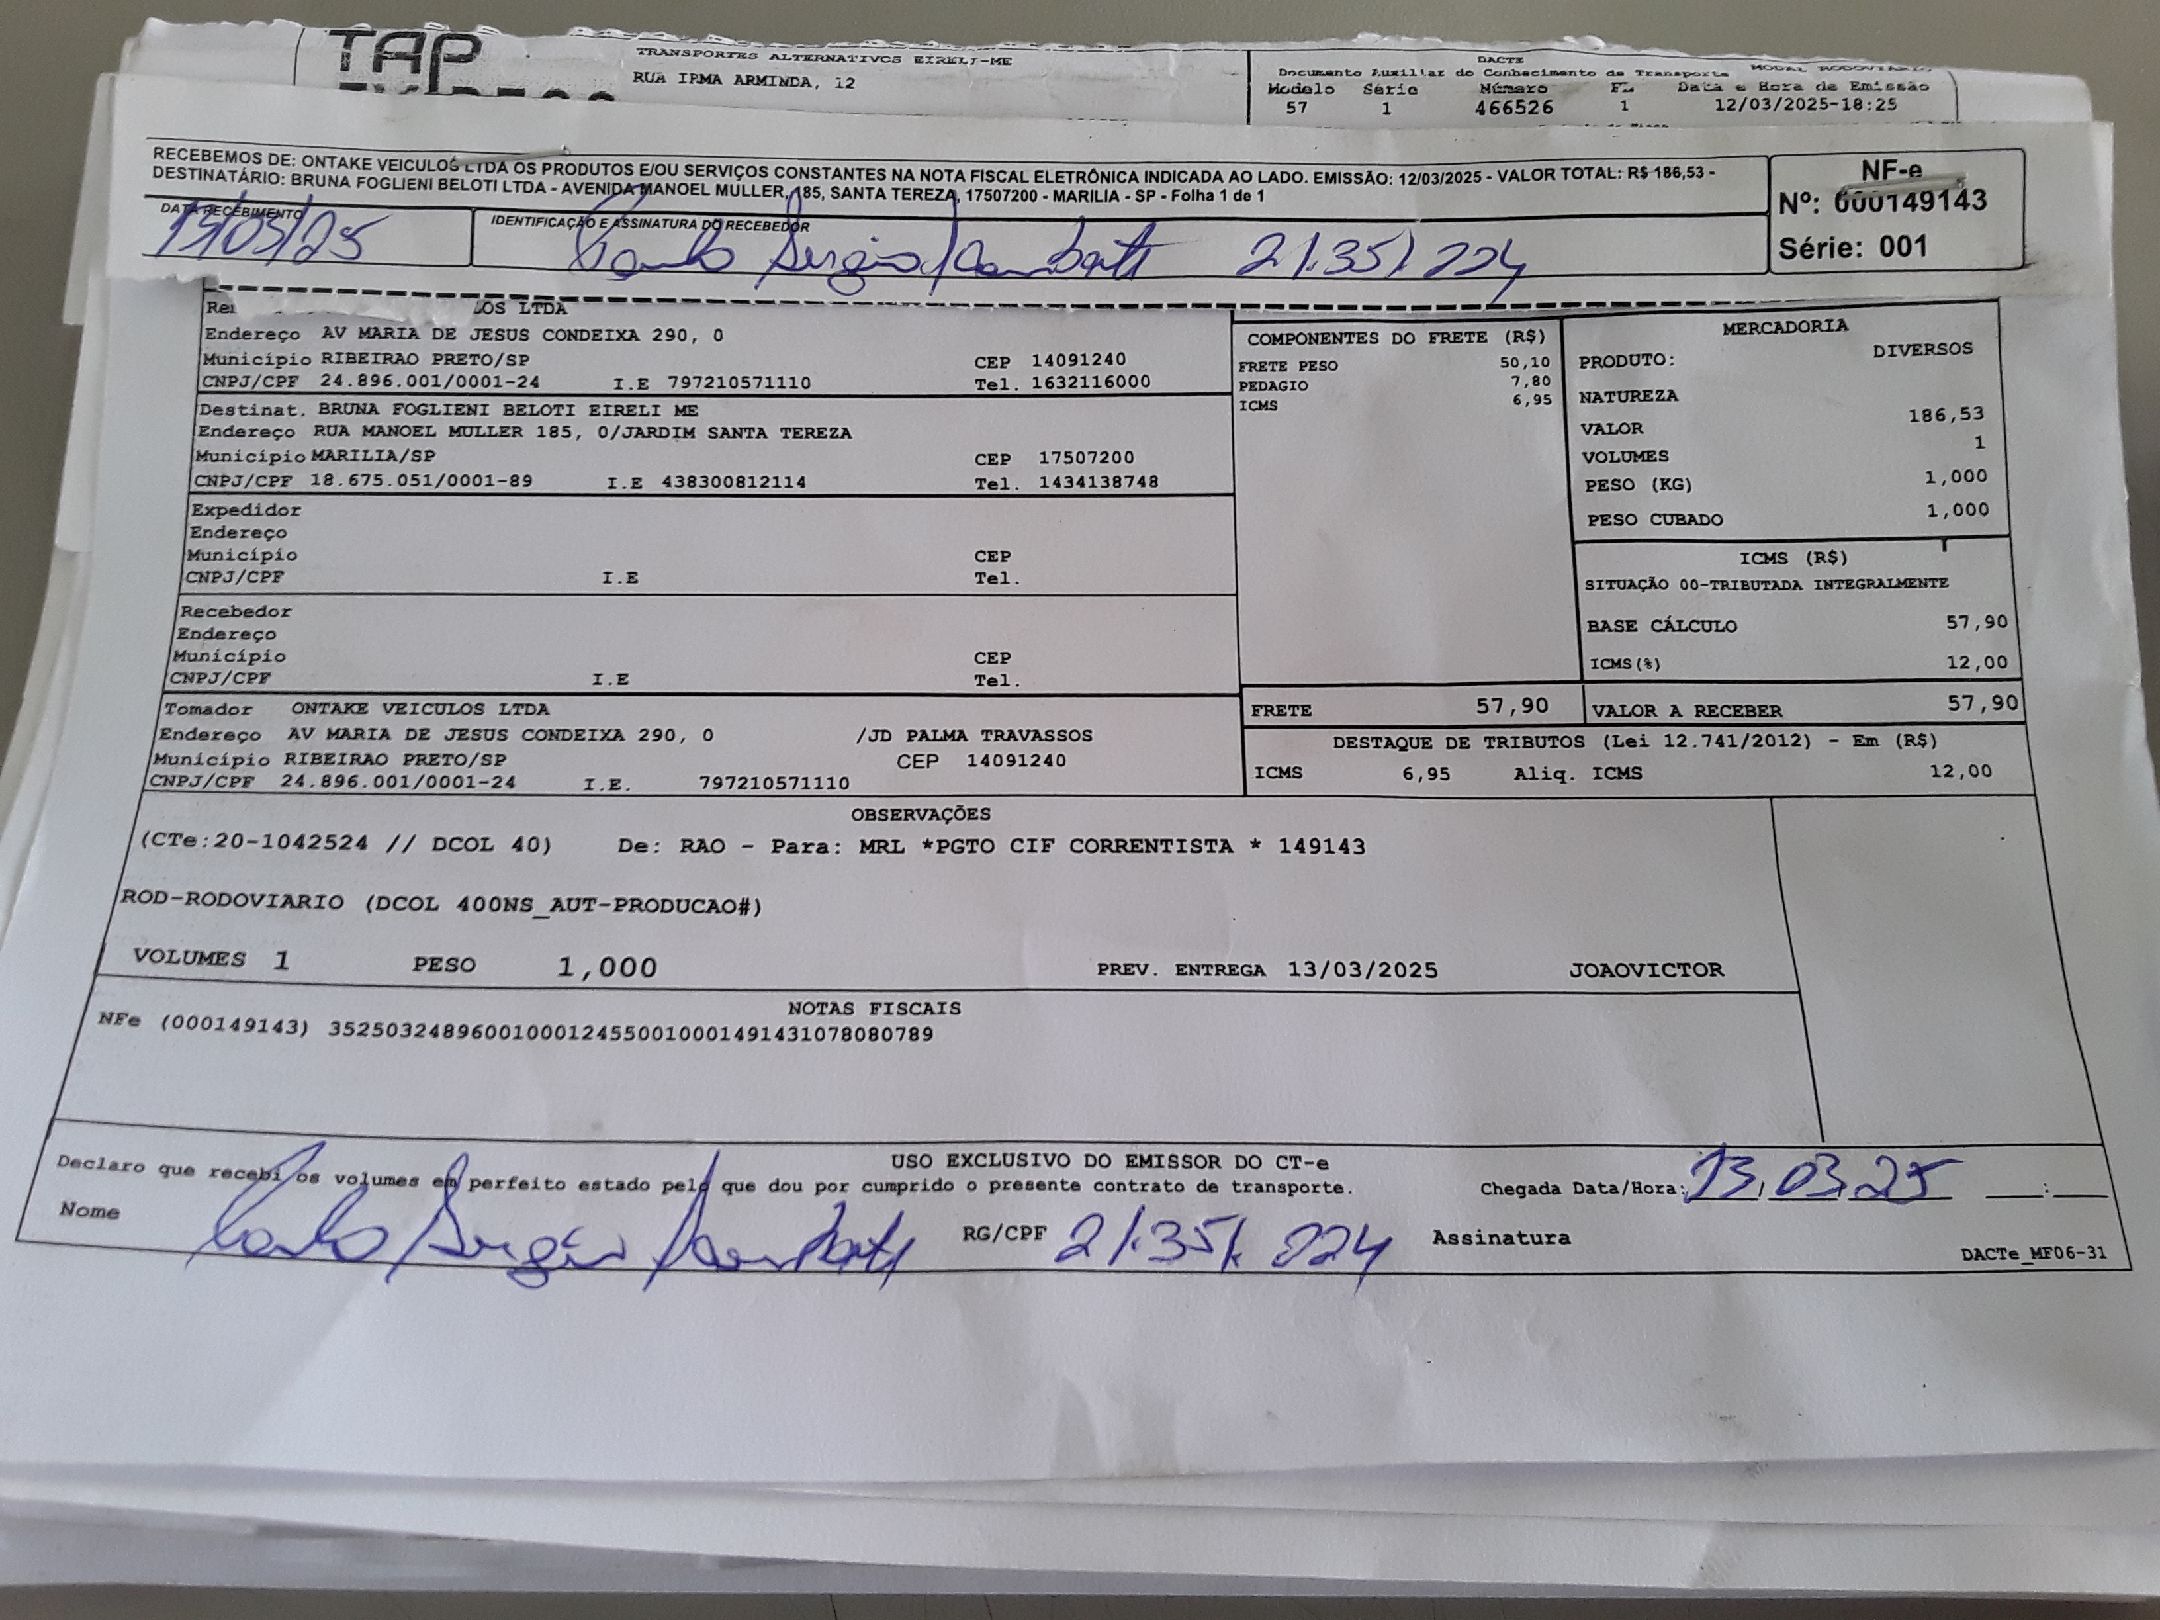 TAP
TRANSPORTES ALTERNATIVOS EIRELI-ME
RUA IRMA ARMINDA, 12
DACTE MODAL RODOVIARIO
Documento Auxiliar do Conhecimento de Transporte
Modelo Série Número FL Data e Hora de Emissão
57 1 466526 1 12/03/2025-18:25
RECEBEMOS DE: ONTAKE VEICULOS LTDA OS PRODUTOS E/OU SERVIÇOS CONSTANTES NA NOTA FISCAL ELETRÔNICA INDICADA AO LADO. EMISSÃO: 12/03/2025 - VALOR TOTAL: R$ 186,53 -
DESTINATÁRIO: BRUNA FOGLIENI BELOTI LTDA - AVENIDA MANOEL MULLER, 185, SANTA TEREZA, 17507200 - MARILIA - SP - Folha 1 de 1
NF-e
Nº: 000149143
Série: 001
DATA RECEBIMENTO
13/03/25
IDENTIFICAÇÃO E ASSINATURA DO RECEBEDOR
Paulo Sergio 21.351.224
LOS LTDA
Endereço AV MARIA DE JESUS CONDEIXA 290, 0
Município RIBEIRAO PRETO/SP CEP 14091240
CNPJ/CPF 24.896.001/0001-24 I.E 797210571110 Tel. 1632116000
Destinat. BRUNA FOGLIENI BELOTI EIRELI ME
Endereço RUA MANOEL MULLER 185, 0/JARDIM SANTA TEREZA
Município MARILIA/SP CEP 17507200
CNPJ/CPF 18.675.051/0001-89 I.E 438300812114 Tel. 1434138748
Expedidor
Endereço
Município CEP
CNPJ/CPF I.E Tel.
Recebedor
Endereço
Município CEP
CNPJ/CPF I.E Tel.
Tomador ONTAKE VEICULOS LTDA
Endereço AV MARIA DE JESUS CONDEIXA 290, 0 /JD PALMA TRAVASSOS
Município RIBEIRAO PRETO/SP CEP 14091240
CNPJ/CPF 24.896.001/0001-24 I.E. 797210571110
COMPONENTES DO FRETE (R$)
FRETE PESO 50,10
PEDAGIO 7,80
ICMS 6,95
MERCADORIA
PRODUTO: DIVERSOS
NATUREZA
VALOR 186,53
VOLUMES 1
PESO (KG) 1,000
PESO CUBADO 1,000
ICMS (R$)
SITUAÇÃO 00-TRIBUTADA INTEGRALMENTE
BASE CÁLCULO 57,90
ICMS(%) 12,00
FRETE 57,90 VALOR A RECEBER 57,90
DESTAQUE DE TRIBUTOS (Lei 12.741/2012) - Em (R$)
ICMS 6,95 Aliq. ICMS 12,00
OBSERVAÇÕES
(CTe:20-1042524 // DCOL 40) De: RAO - Para: MRL *PGTO CIF CORRENTISTA * 149143
ROD-RODOVIARIO (DCOL 400NS_AUT-PRODUCAO#)
VOLUMES 1 PESO 1,000 PREV. ENTREGA 13/03/2025 JOAOVICTOR
NOTAS FISCAIS
NFe (000149143) 35250324896001000124550010001491431078080789
USO EXCLUSIVO DO EMISSOR DO CT-e
Declaro que recebi os volumes em perfeito estado pelo que dou por cumprido o presente contrato de transporte. Chegada Data/Hora: 13.03.25 :
Nome Paulo Sergio RG/CPF 21.351.224 Assinatura
DACTe_MF06-31